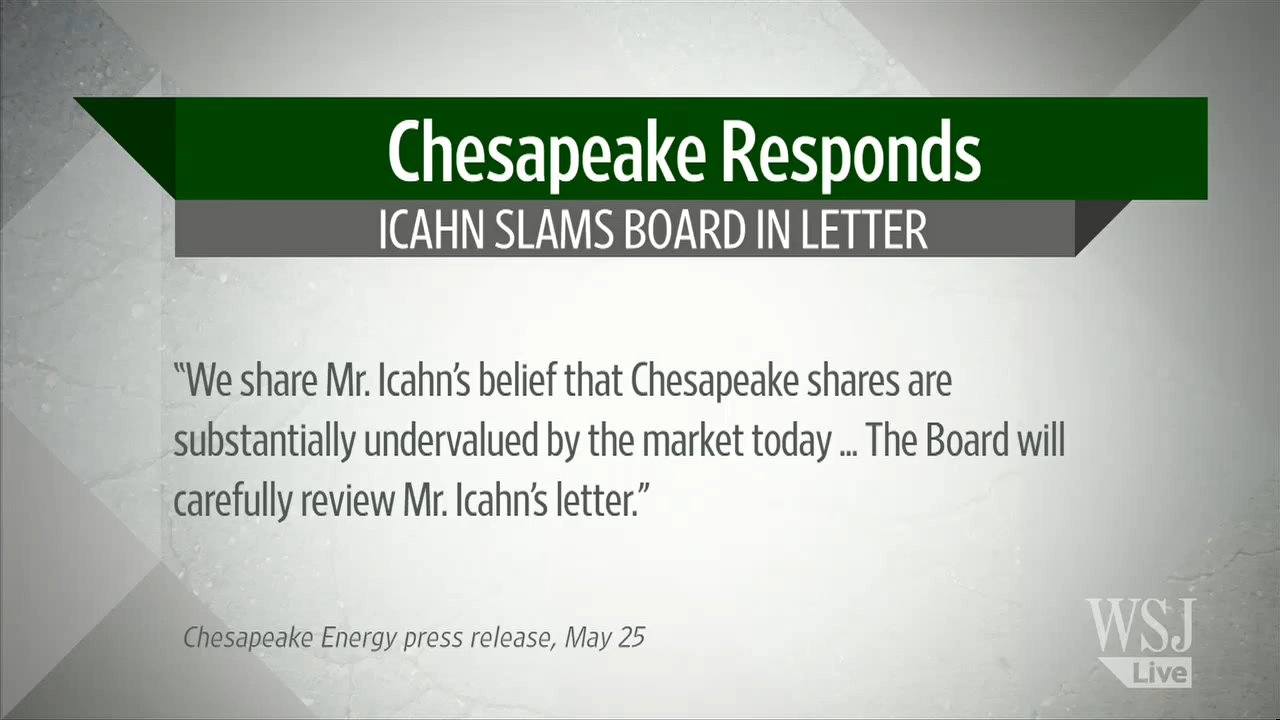 Chesapeake Responds
ICAHN SLAMS BOARD IN LETTER
“We share Mr. Icahn’s belief that Chesapeake shares are
substantially undervalued by the market today ... The Board will
carefully review Mr. Icahn’s letter.”
Chesapeake Energy press release, May 25
WSJ
Live